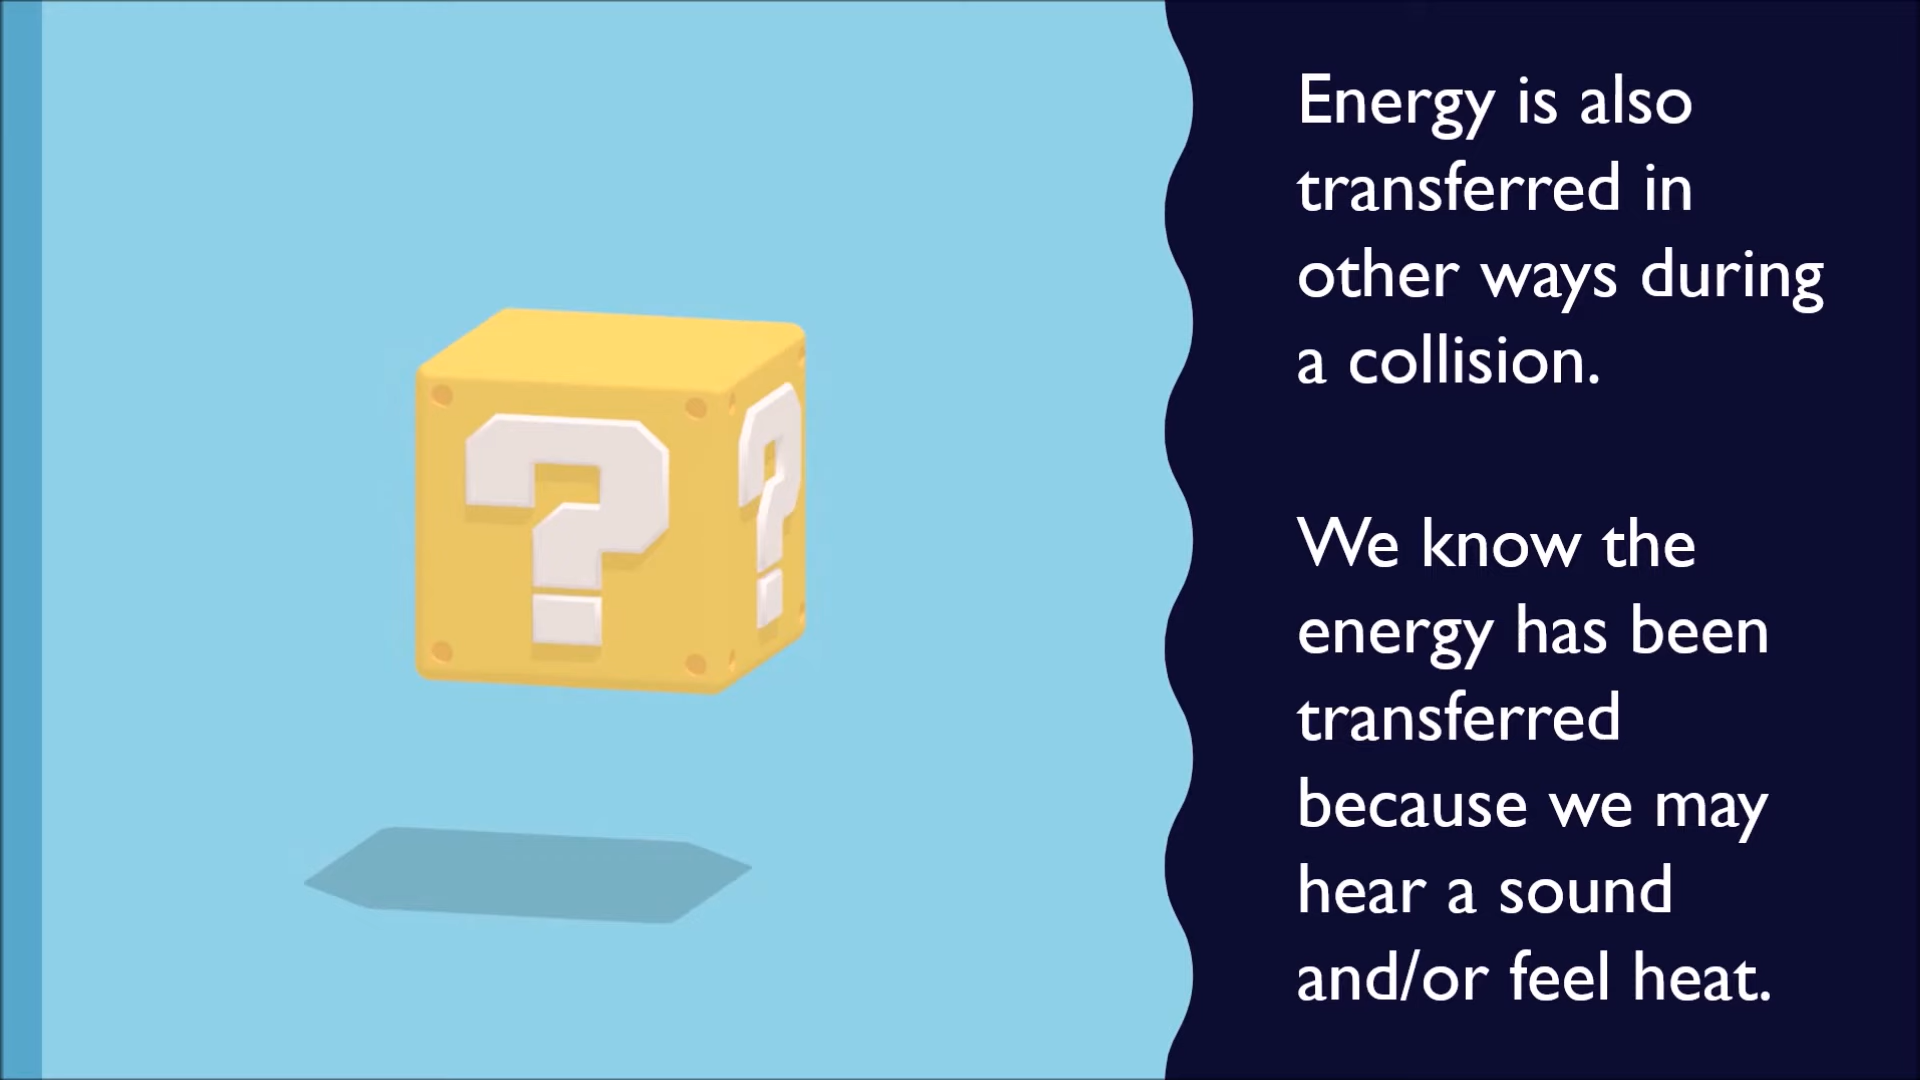 ?
?
Energy is also
transferred in
other ways during
a collision.
We know the
energy has been
transferred
because we may
hear a sound
and/or feel heat.